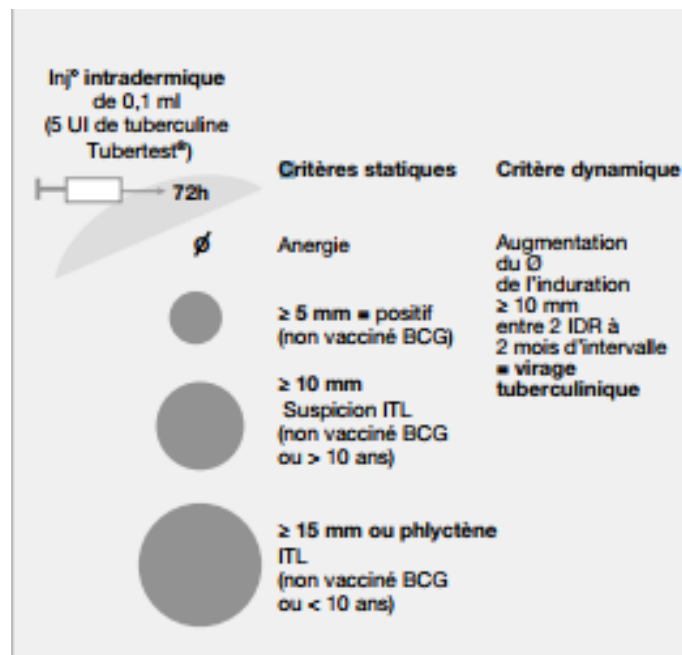 Inj° intradermique
de 0,1 ml
(5 UI de tuberculine
Tubertest®)
72h
Critères statiques
Critère dynamique
Ø
Anergie
≥ 5 mm = positif
(non vacciné BCG)
≥ 10 mm
Suspicion ITL
(non vacciné BCG
ou > 10 ans)
≥ 15 mm ou phlyctène
ITL
(non vacciné BCG
ou < 10 ans)
Augmentation
du Ø
de l'induration
≥ 10 mm
entre 2 IDR à
2 mois d'intervalle
= virage
tuberculinique